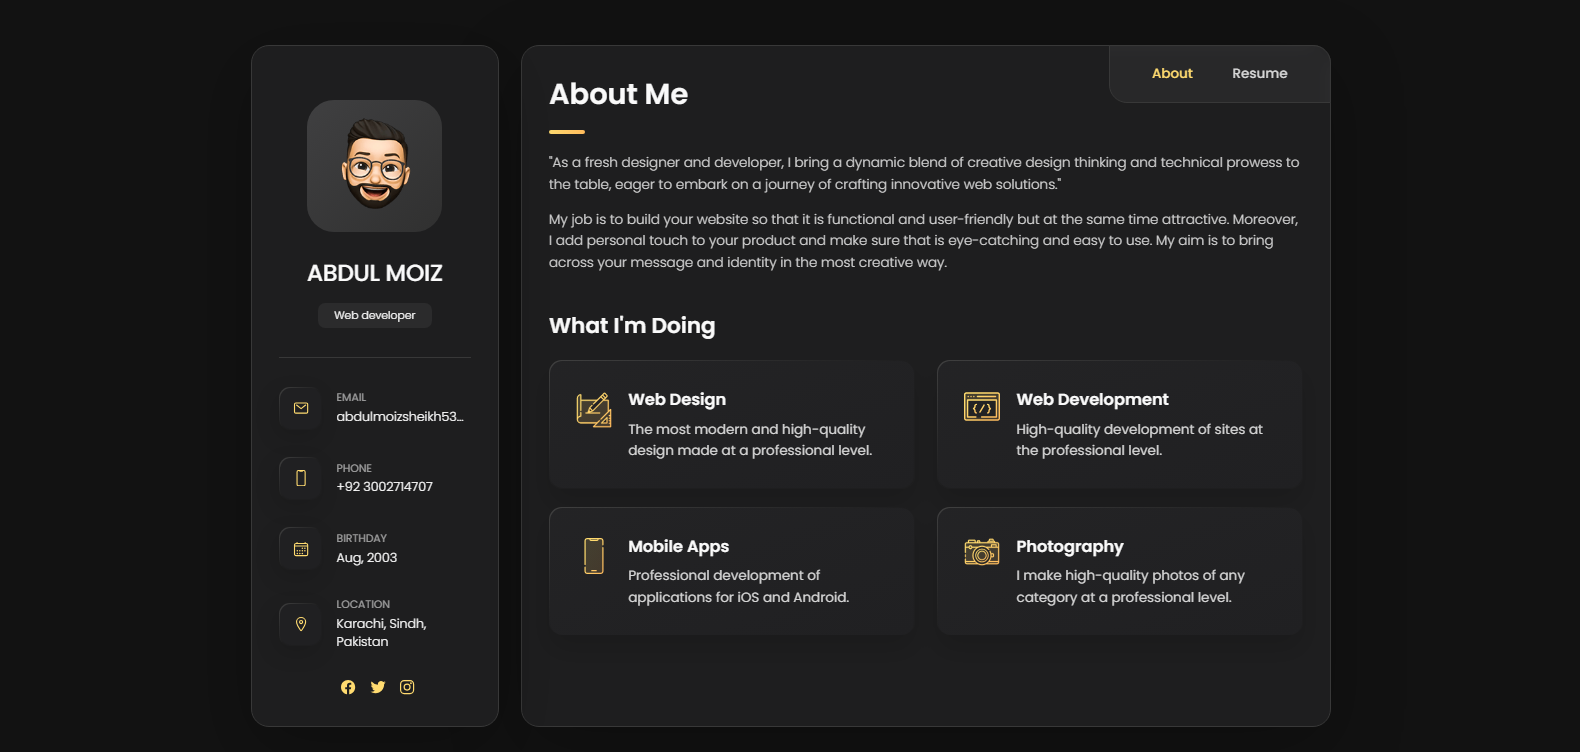 ABDUL MOIZ
Web developer
EMAIL
abdulmoizsheikh53...
PHONE
+92 3002714707
BIRTHDAY
Aug, 2003
LOCATION
Karachi, Sindh,
Pakistan
About Resume
About Me
"As a fresh designer and developer, I bring a dynamic blend of creative design thinking and technical prowess to
the table, eager to embark on a journey of crafting innovative web solutions."
My job is to build your website so that it is functional and user-friendly but at the same time attractive. Moreover,
I add personal touch to your product and make sure that is eye-catching and easy to use. My aim is to bring
across your message and identity in the most creative way.
What I'm Doing
Web Design
The most modern and high-quality
design made at a professional level.
Web Development
High-quality development of sites at
the professional level.
Mobile Apps
Professional development of
applications for iOS and Android.
Photography
I make high-quality photos of any
category at a professional level.